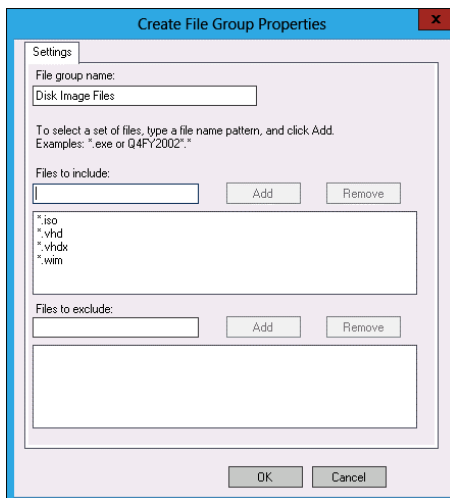 Create File Group Properties
x
Settings
File group name:
Disk Image Files
To select a set of files, type a file name pattern, and click Add.
Examples: *.exe or Q4FY2002*.*
Files to include:
Add Remove
*.iso
*.vhd
*.vhdx
*.wim
Files to exclude:
Add Remove
OK Cancel